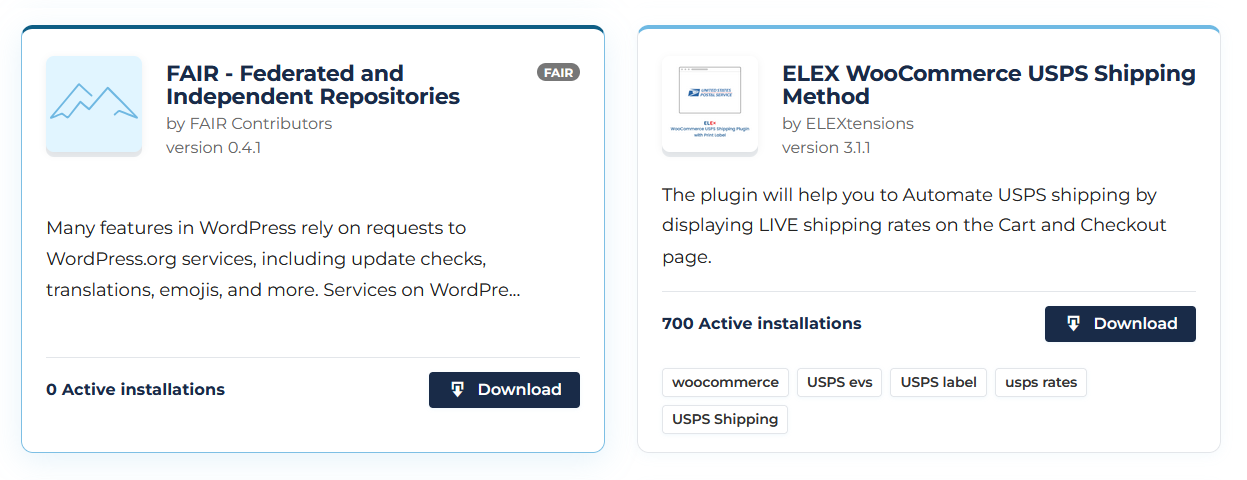 FAIR - Federated and
Independent Repositories
FAIR
by FAIR Contributors
version 0.4.1
Many features in WordPress rely on requests to
WordPress.org services, including update checks,
translations, emojis, and more. Services on WordPre...
0 Active installations
Download
UNITED STATES
POSTAL SERVICE
ELEX
WooCommerce USPS Shipping Plugin
with Print Label
ELEX WooCommerce USPS Shipping
Method
by ELEXtensions
version 3.1.1
The plugin will help you to Automate USPS shipping by
displaying LIVE shipping rates on the Cart and Checkout
page.
700 Active installations
Download
woocommerce
USPS evs
USPS label
usps rates
USPS Shipping